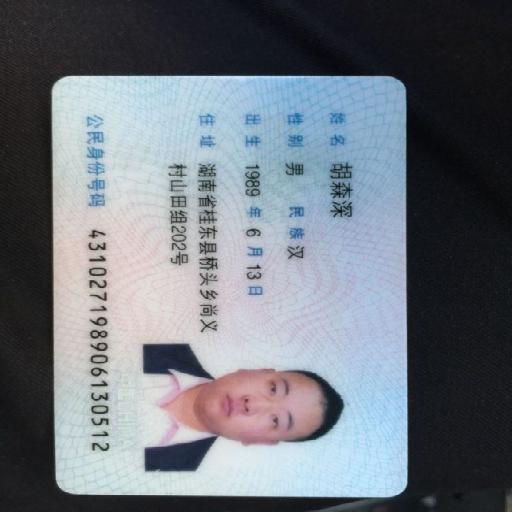 姓名 胡森深
性别 男 民族 汉
出生 1989 年 6 月 13 日
住址 湖南省桂东县桥头乡尚义
村山田组202号
公民身份号码 431027198906130512